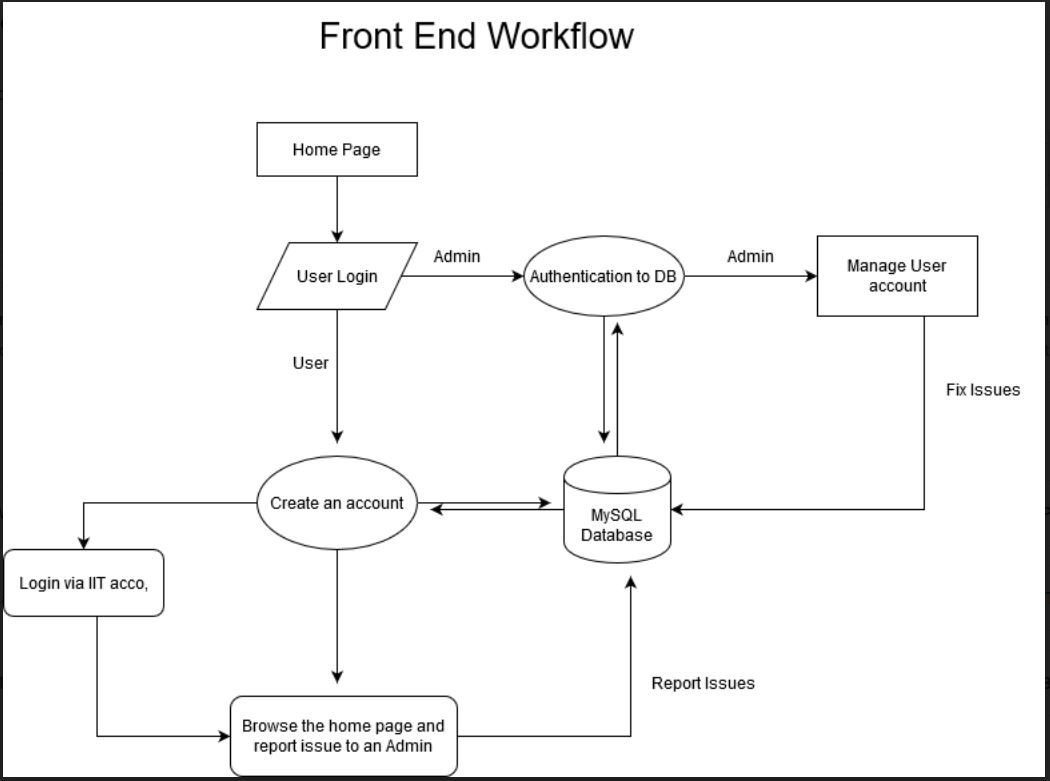 Front End Workflow
Home Page
User Login
Admin
Authentication to DB
Admin
Manage User
account
User
Fix Issues
Create an account
MySQL
Database
Login via IIT acco,
Report Issues
Browse the home page and
report issue to an Admin